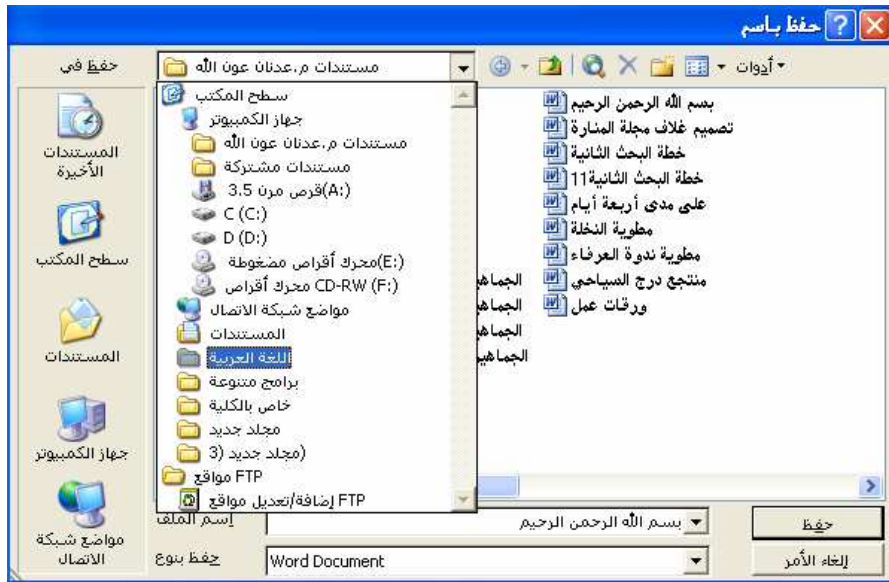 حفظ باسم
حفظ في
مستندات م.عدنان عون الله
أدوات
المستندات الأخيرة
سطح المكتب
المستندات
جهاز الكمبيوتر
مواضع شبكة الاتصال
سطح المكتب
جهاز الكمبيوتر
مستندات م.عدنان عون الله
مستندات مشتركة
قرص مرن 3.5 (A:)
C (C:)
D (D:)
محرك أقراص مضغوطة (E:)
محرك أقراص CD-RW (F:)
مواضع شبكة الاتصال
المستندات
اللغة العربية
برامج متنوعة
خاص بالكلية
مجلد جديد
مجلد جديد (3)
مواقع FTP
إضافة/تعديل مواقع FTP
بسم الله الرحمن الرحيم
تصميم غلاف مجلة المنارة
خطة البحث الثانية
خطة البحث الثانية11
على مدى أربعة أيام
مطوية النخلة
مطوية ندوة العرفاء
منتجع درج السياحي
ورقات عمل
اسم الملف
بسم الله الرحمن الرحيم
حفظ
حفظ بنوع
Word Document
إلغاء الأمر